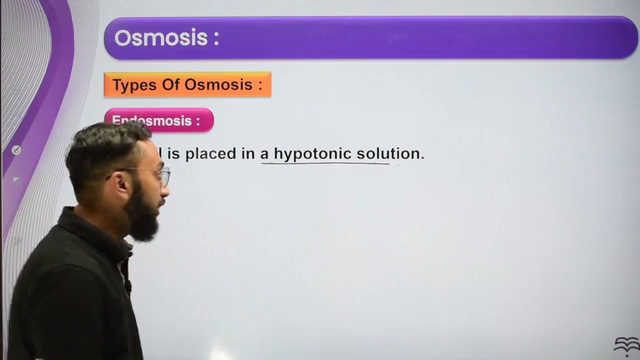 Osmosis :
Types Of Osmosis :
Endosmosis :
is placed in a hypotonic solution.